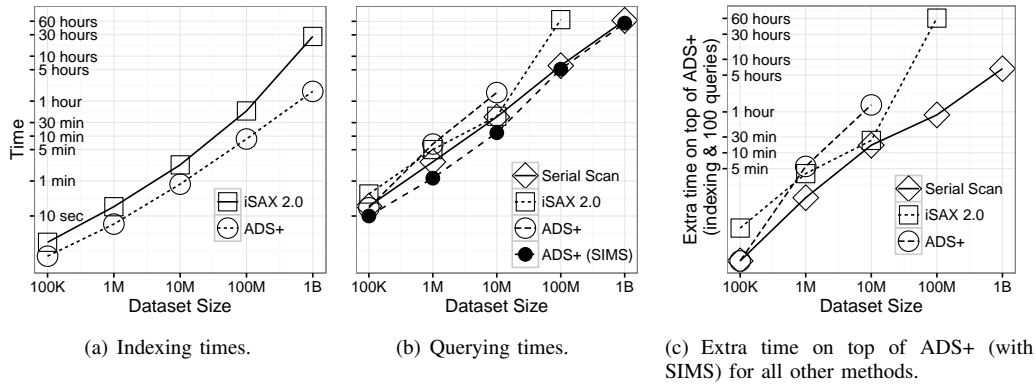 Time
60 hours
30 hours
10 hours
5 hours
1 hour
30 min
10 min
5 min
1 min
10 sec
iSAX 2.0
ADS+
100K 1M 10M 100M 1B
Dataset Size
(a) Indexing times.
Serial Scan
iSAX 2.0
ADS+
ADS+ (SIMS)
100K 1M 10M 100M 1B
Dataset Size
(b) Querying times.
Extra time on top of ADS+
(indexing & 100 queries)
60 hours
30 hours
10 hours
5 hours
1 hour
30 min
10 min
5 min
Serial Scan
iSAX 2.0
ADS+
100K 1M 10M 100M 1B
Dataset Size
(c) Extra time on top of ADS+ (with
SIMS) for all other methods.